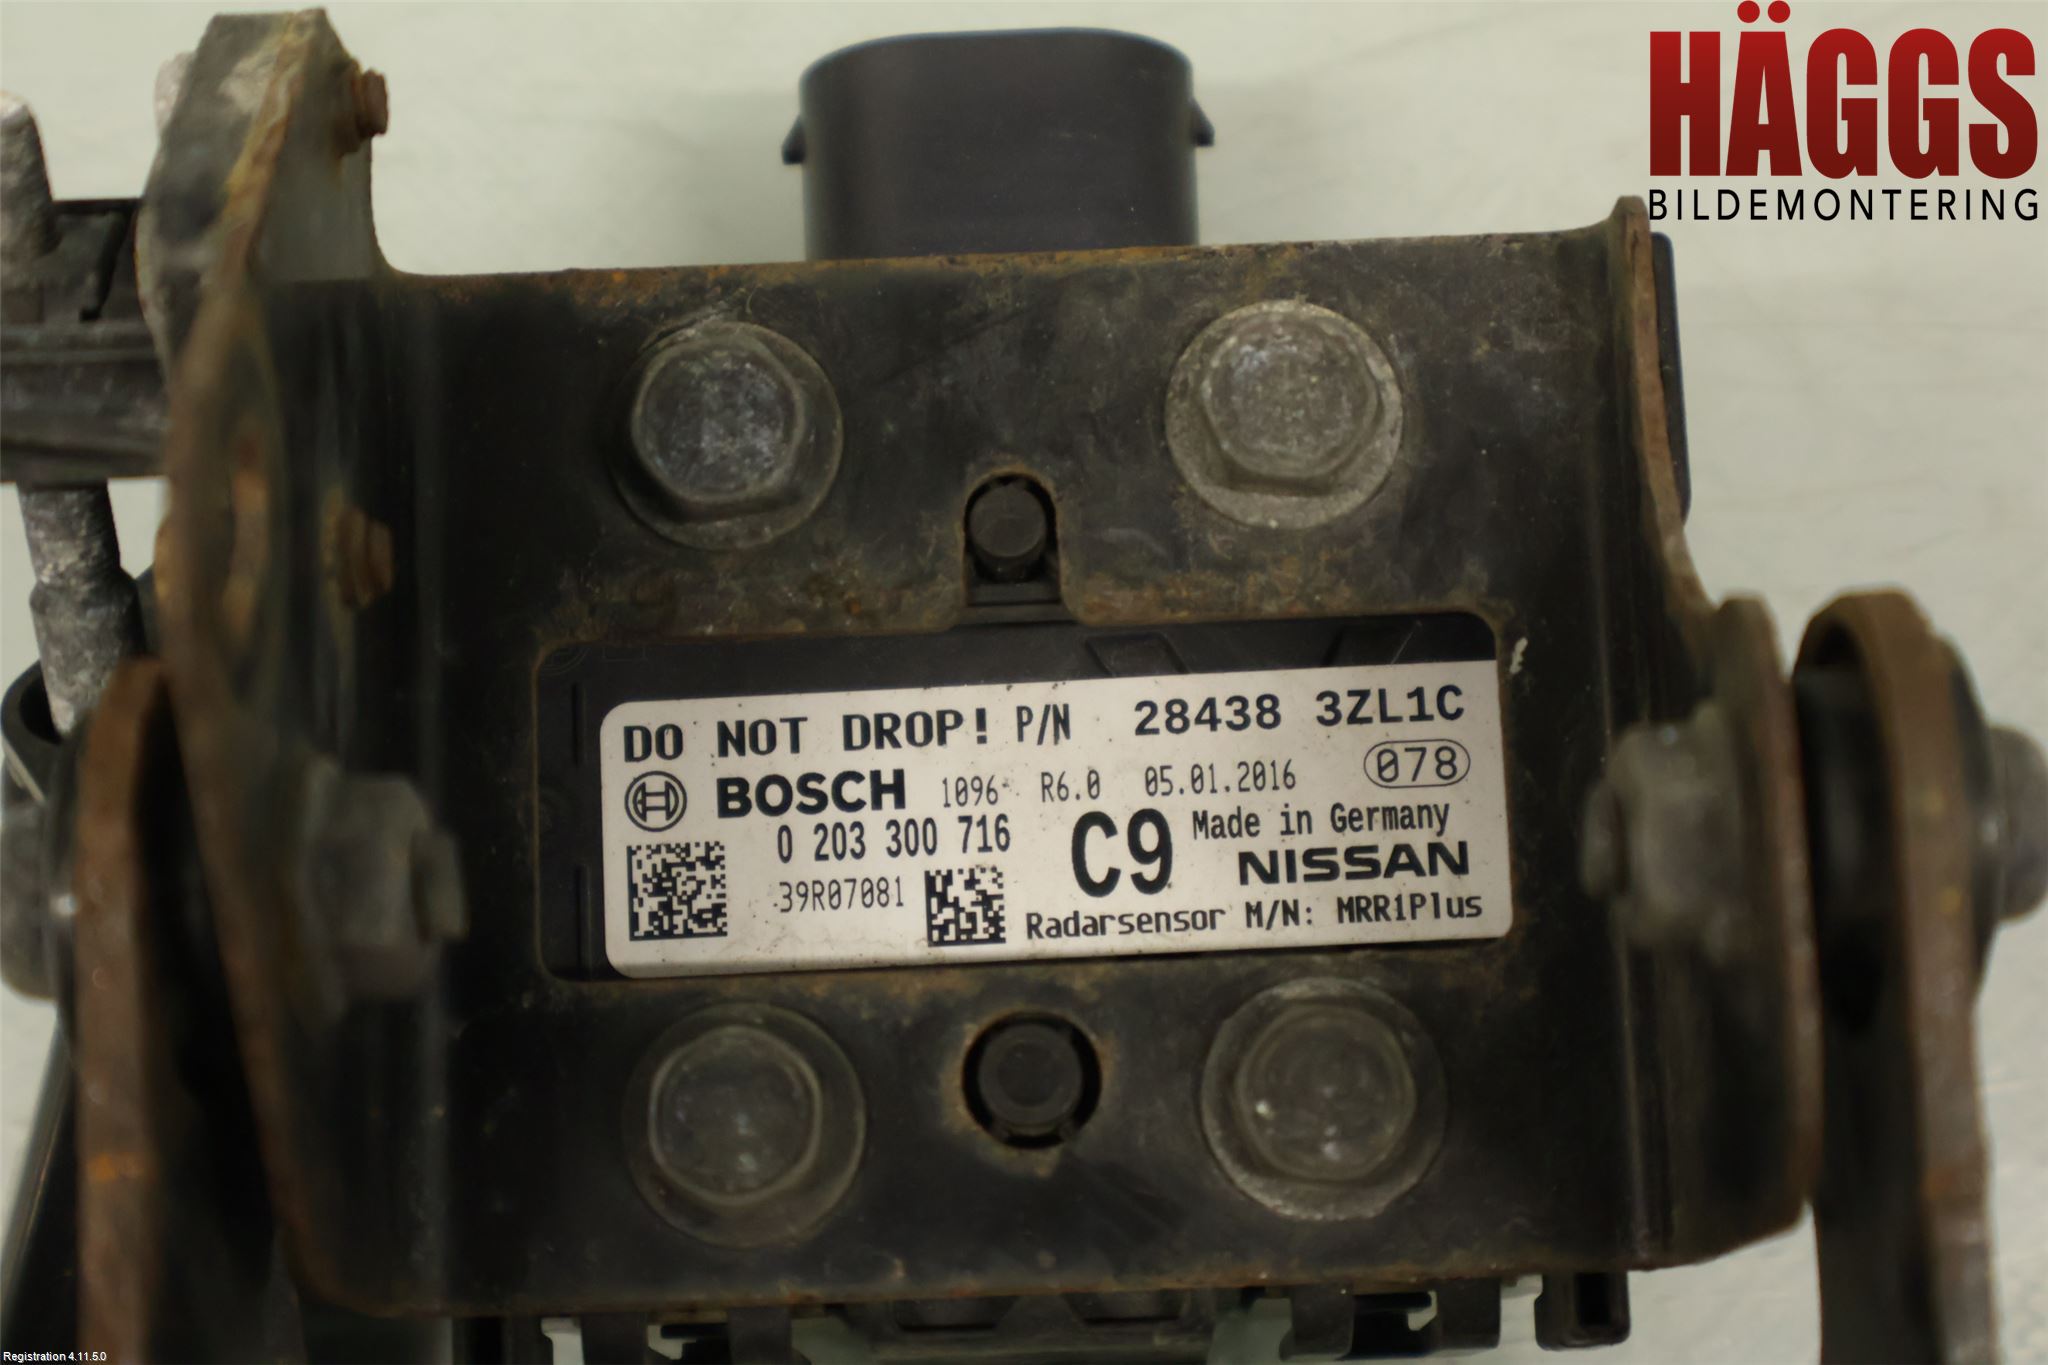 HÄGGS
BILDEMONTERING
DO NOT DROP! P/N 28438 3ZL1C
BOSCH 1096 R6.0 05.01.2016 078
0 203 300 716 C9 Made in Germany
NISSAN
39R07081
Radarsensor M/N: MRR1Plus
Registration 4.11.5.0